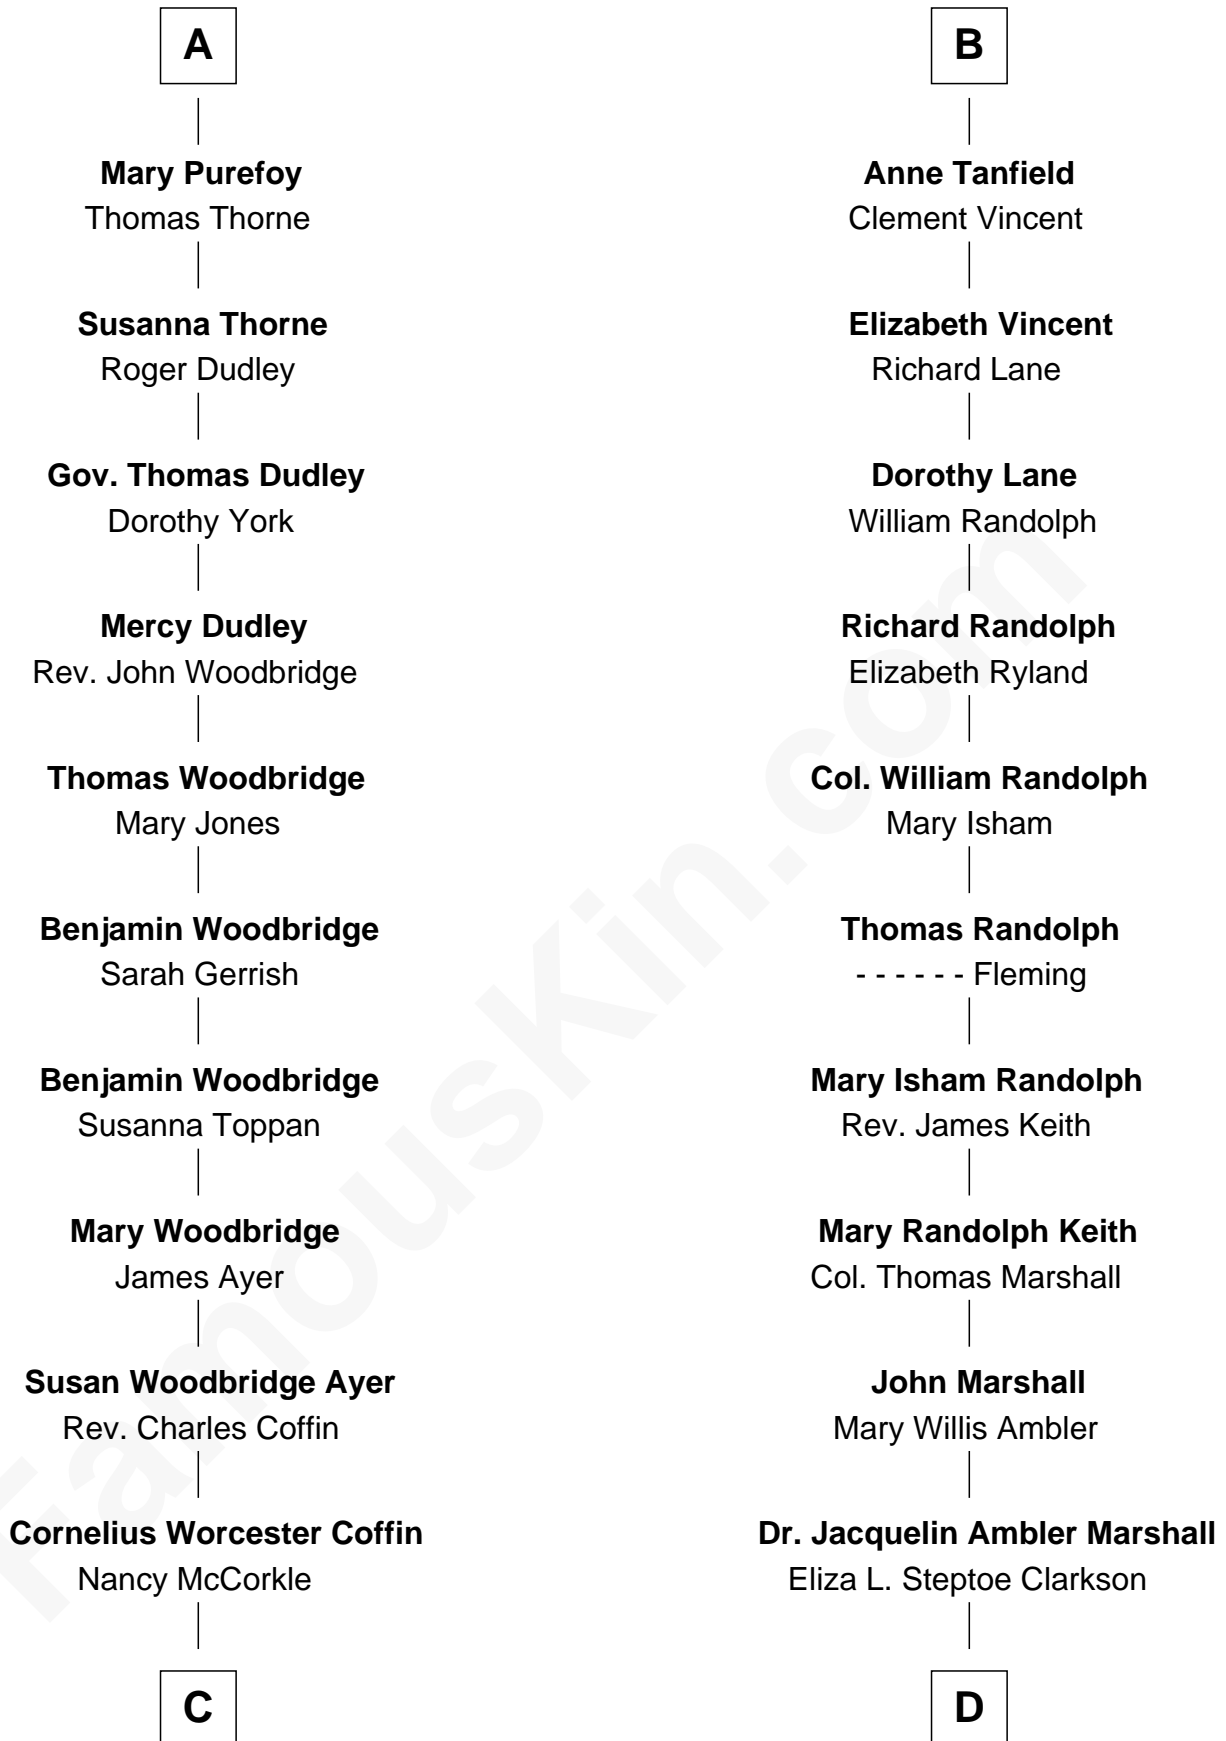 A
Mary Purefoy
Thomas Thorne
Susanna Thorne
Roger Dudley
Gov. Thomas Dudley
Dorothy York
Mercy Dudley
Rev. John Woodbridge
Thomas Woodbridge
Mary Jones
Benjamin Woodbridge
Sarah Gerrish
Benjamin Woodbridge
Susanna Toppan
Mary Woodbridge
James Ayer
Susan Woodbridge Ayer
Rev. Charles Coffin
Cornelius Worcester Coffin
Nancy McCorkle
C
B
Anne Tanfield
Clement Vincent
Elizabeth Vincent
Richard Lane
Dorothy Lane
William Randolph
Richard Randolph
Elizabeth Ryland
Col. William Randolph
Mary Isham
Thomas Randolph
- - - - - - Fleming
Mary Isham Randolph
Rev. James Keith
Mary Randolph Keith
Col. Thomas Marshall
John Marshall
Mary Willis Ambler
Dr. Jacquelin Ambler Marshall
Eliza L. Steptoe Clarkson
D
FamousKin.com